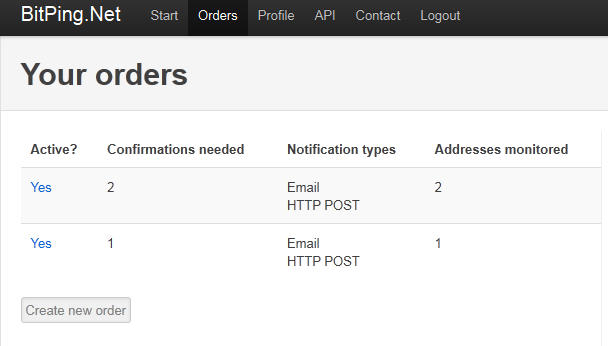 BitPing.Net Start Orders Profile API Contact Logout
Your orders
Active? Confirmations needed Notification types Addresses monitored
Yes 2 Email 2
HTTP POST
Yes 1 Email 1
HTTP POST
Create new order